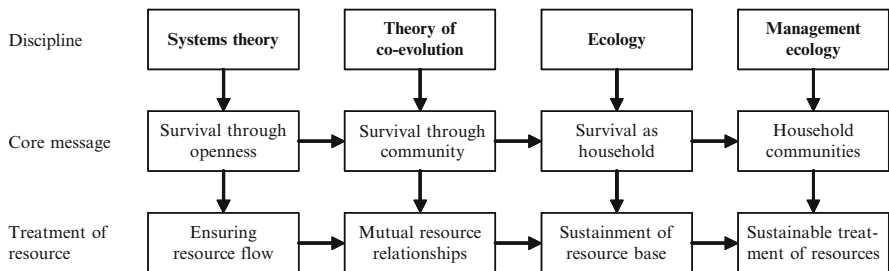 Discipline
Systems theory
Theory of
co-evolution
Ecology
Management
ecology
Core message
Survival through
openness
Survival through
community
Survival as
household
Household
communities
Treatment of
resource
Ensuring
resource flow
Mutual resource
relationships
Sustainment of
resource base
Sustainable treat-
ment of resources